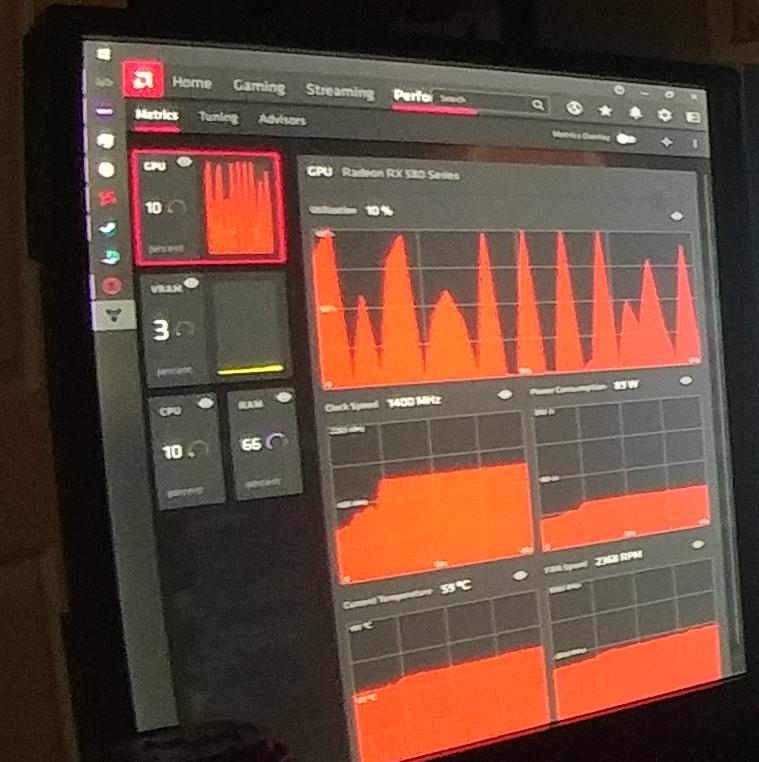 Home Gaming Streaming Perfo Search
Metrics Tuning Advisors
Metrics Overlay
GPU
10
percent
VRAM
3
percent
CPU
10
percent
RAM
66
percent
GPU Radeon RX 580 Series
Utilization 10 %
Clock Speed 1400 MHz
Power Consumption 85 W
Current Temperature 59 °C
FAN Speed 2368 RPM